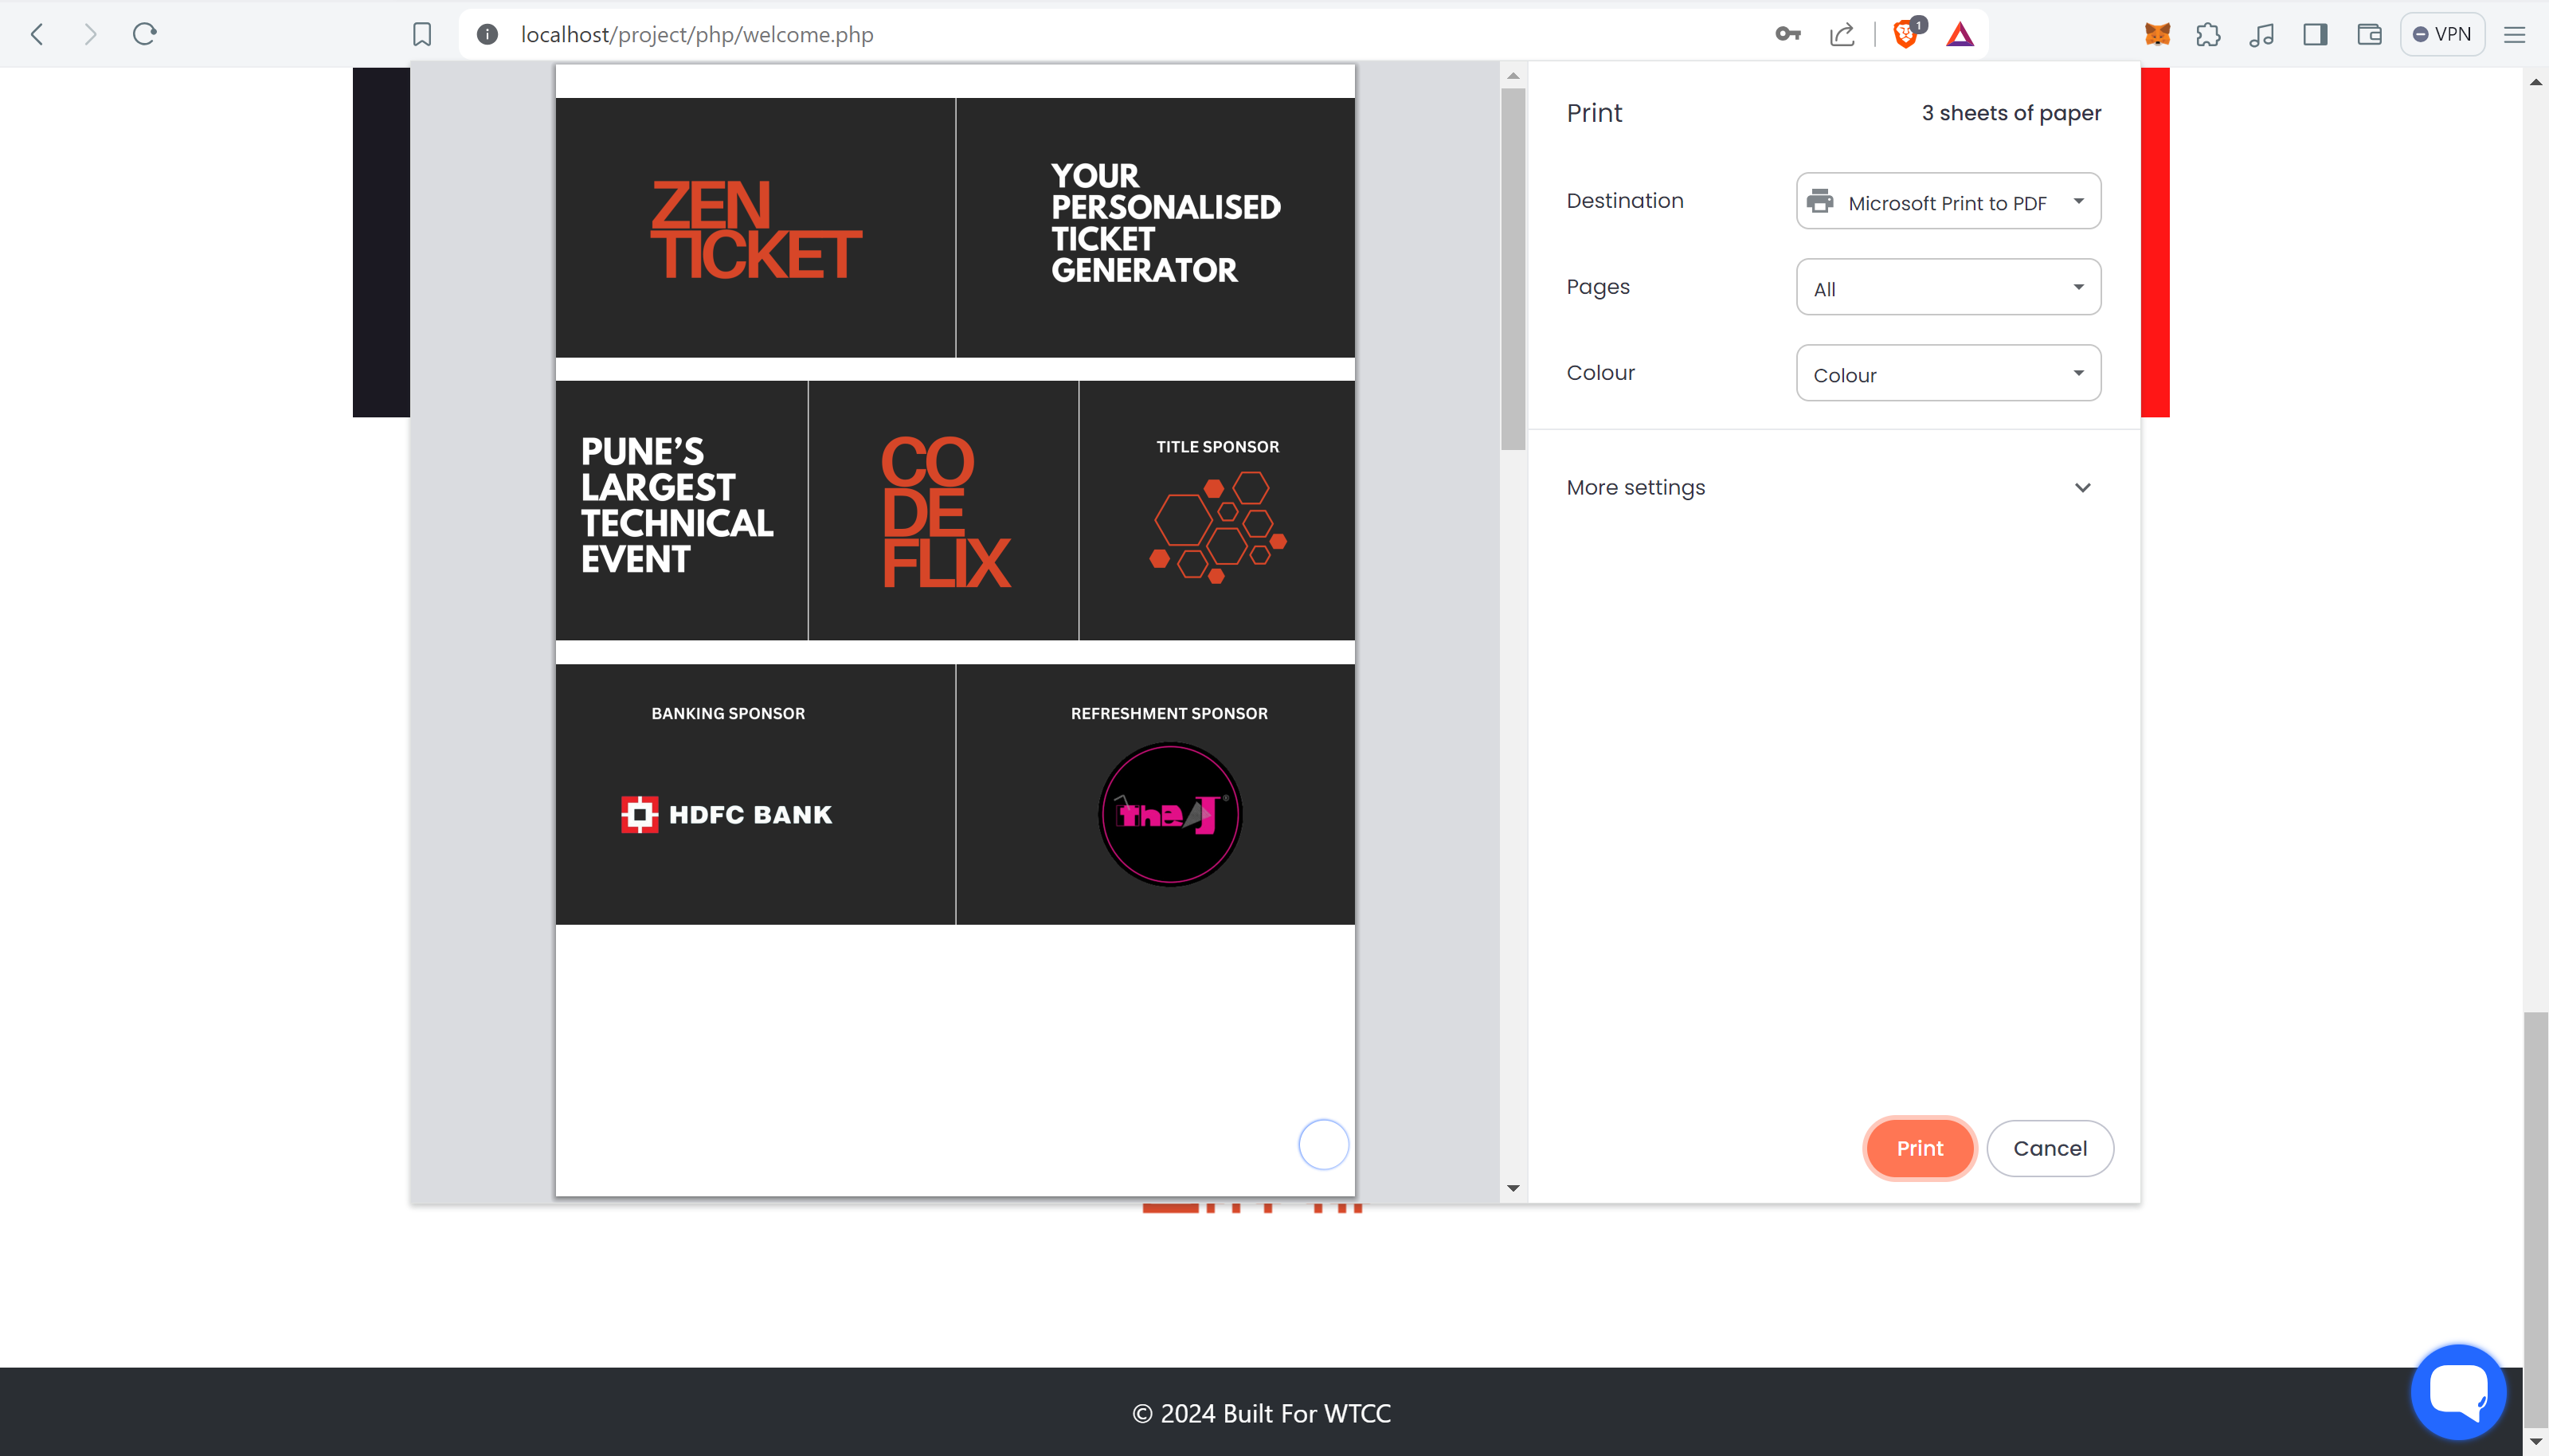 localhost/project/php/welcome.php
1
VPN
ZEN
TICKET
YOUR
PERSONALISED
TICKET
GENERATOR
PUNE’S
LARGEST
TECHNICAL
EVENT
CO
DE
FLIX
TITLE SPONSOR
BANKING SPONSOR
HDFC BANK
REFRESHMENT SPONSOR
the J®
Print
3 sheets of paper
Destination
Microsoft Print to PDF
Pages
All
Colour
Colour
More settings
Print
Cancel
© 2024 Built For WTCC